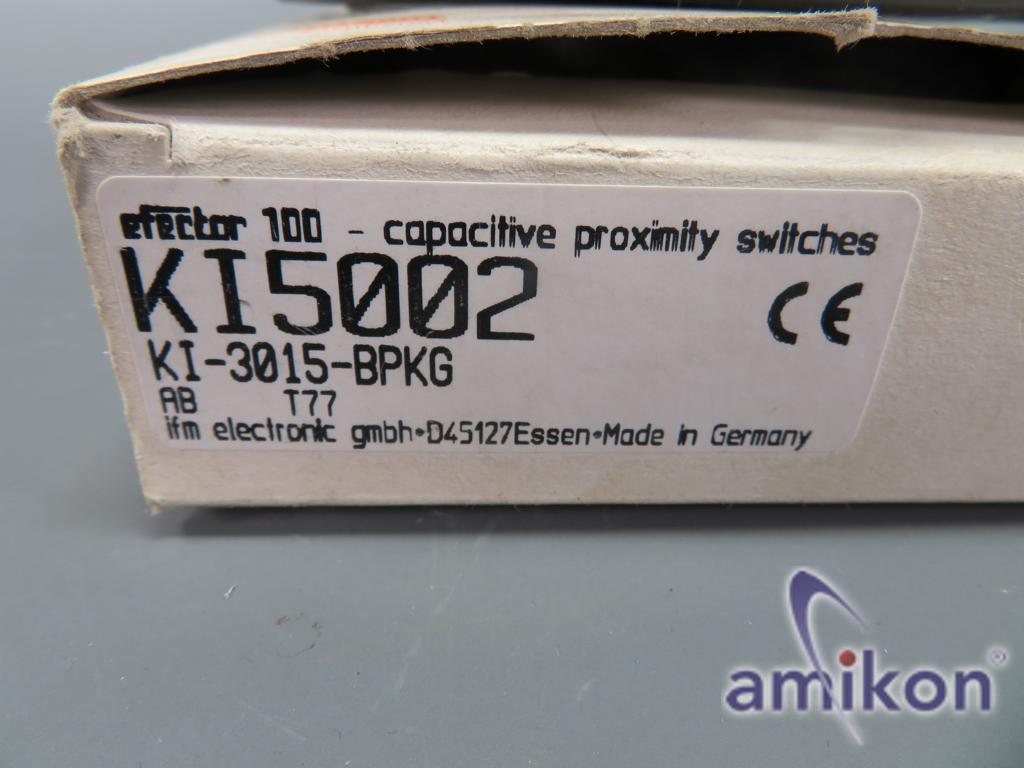 efector 100 - capacitive proximity switches
KI5002
CE
KI-3015-BPKG
AB T77
ifm electronic gmbh•D45127Essen•Made in Germany
amikon®